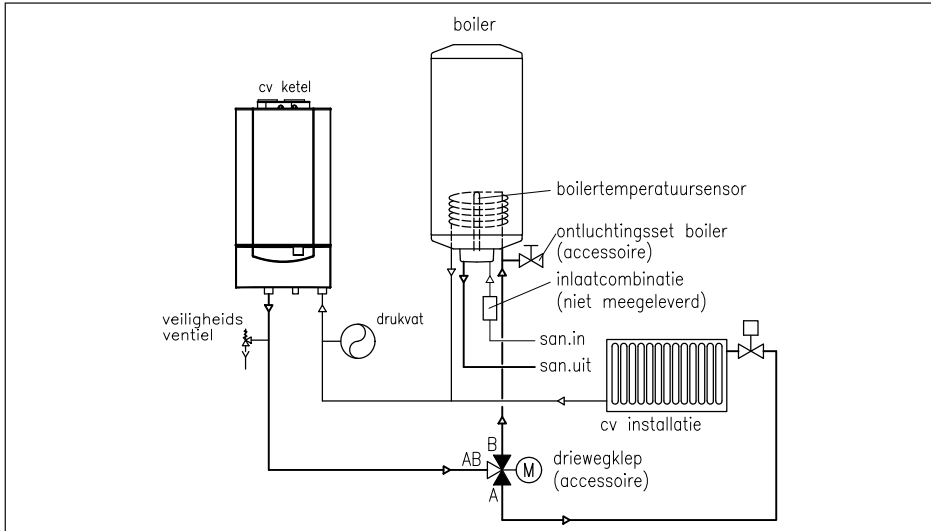 boiler
cv ketel
boilertemperatuursensor
ontluchtingsset boiler
(accessoire)
inlaatcombinatie
(niet meegeleverd)
veiligheids
ventiel
drukvat
san.in
san.uit
cv installatie
B
AB
M
A
driewegklep
(accessoire)